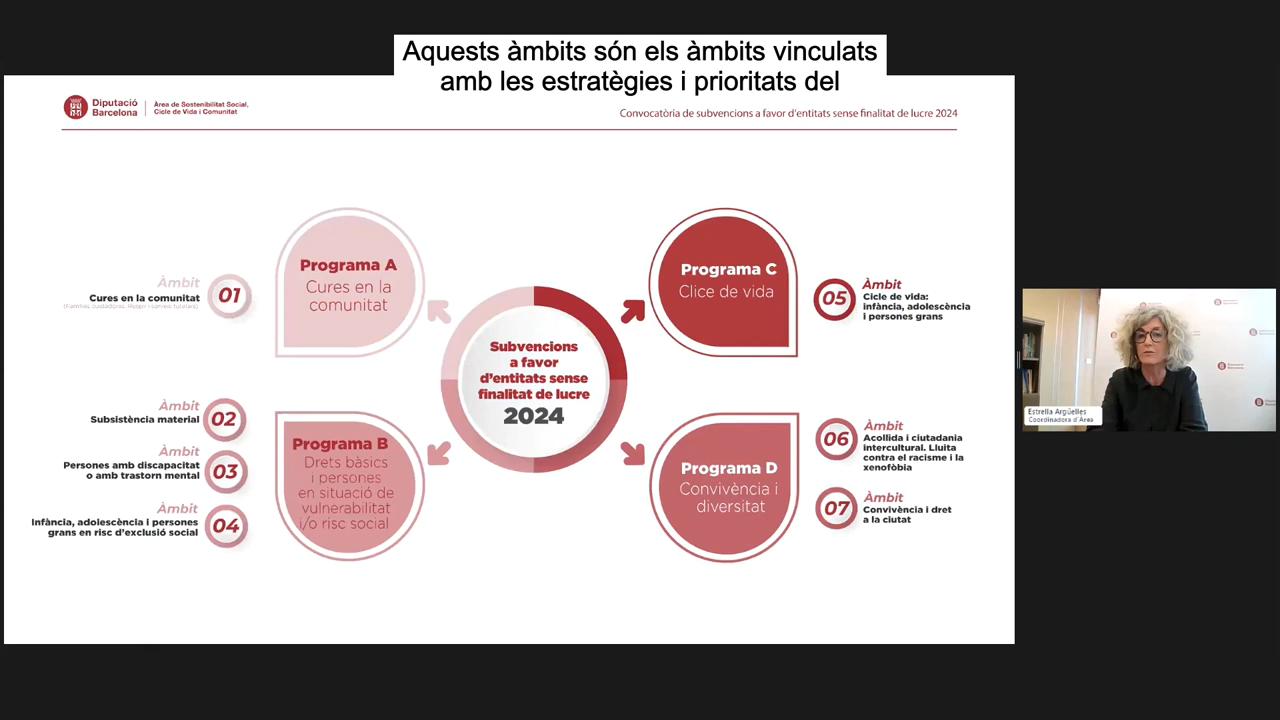 Aquests àmbits són els àmbits vinculats
amb les estratègies i prioritats del
Diputació
Barcelona
Àrea de Sostenibilitat Social,
Cicle de Vida i Comunitat
Convocatòria de subvencions a favor d'entitats sense finalitat de lucre 2024
Àmbit
Cures en la comunitat
01
Programa A
Cures en la
comunitat
Programa C
Clice de vida
05
Àmbit
Cicle de vida:
infància, adolescència
i persones grans
Subvencions
a favor
d'entitats sense
finalitat de lucre
2024
Àmbit
Subsistència material
02
Àmbit
Persones amb discapacitat
o amb trastorn mental
03
Àmbit
Infància, adolescència i persones
grans en risc d'exclusió social
04
Programa B
Drets bàsics
i persones
en situació de
vulnerabilitat
i/o risc social
Programa D
Convivència i
diversitat
06
Àmbit
Acollida i ciutadania
intercultural. Lluita
contra el racisme i la
xenofòbia
07
Àmbit
Convivència i dret
a la ciutat
Estrella Argüelles
Coordinadora d'Àrea